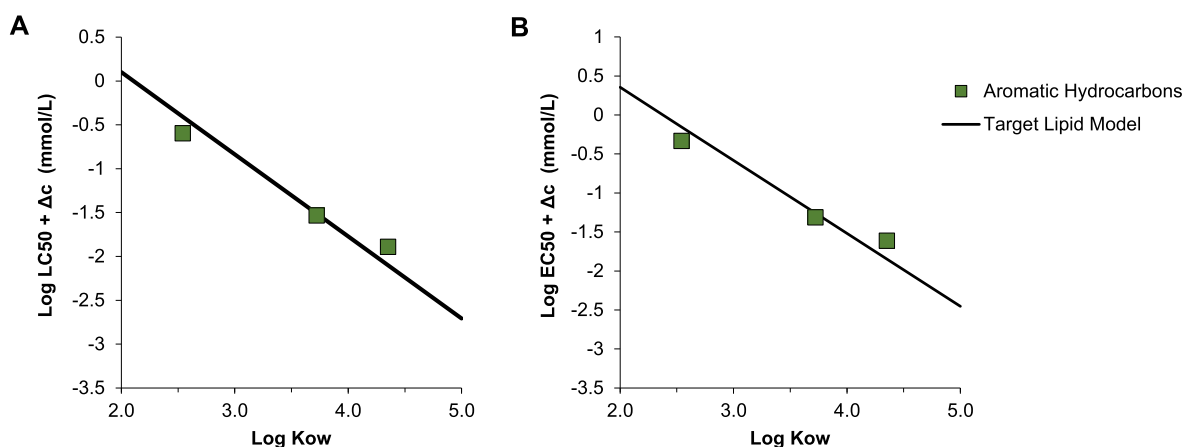 A
0.5
0
-0.5
-1
-1.5
-2
-2.5
-3
-3.5
Log LC50 + Δc (mmol/L)
2.0 3.0 4.0 5.0
Log Kow
B
1
0.5
0
-0.5
-1
-1.5
-2
-2.5
-3
-3.5
Log EC50 + Δc (mmol/L)
2.0 3.0 4.0 5.0
Log Kow
Aromatic Hydrocarbons
Target Lipid Model